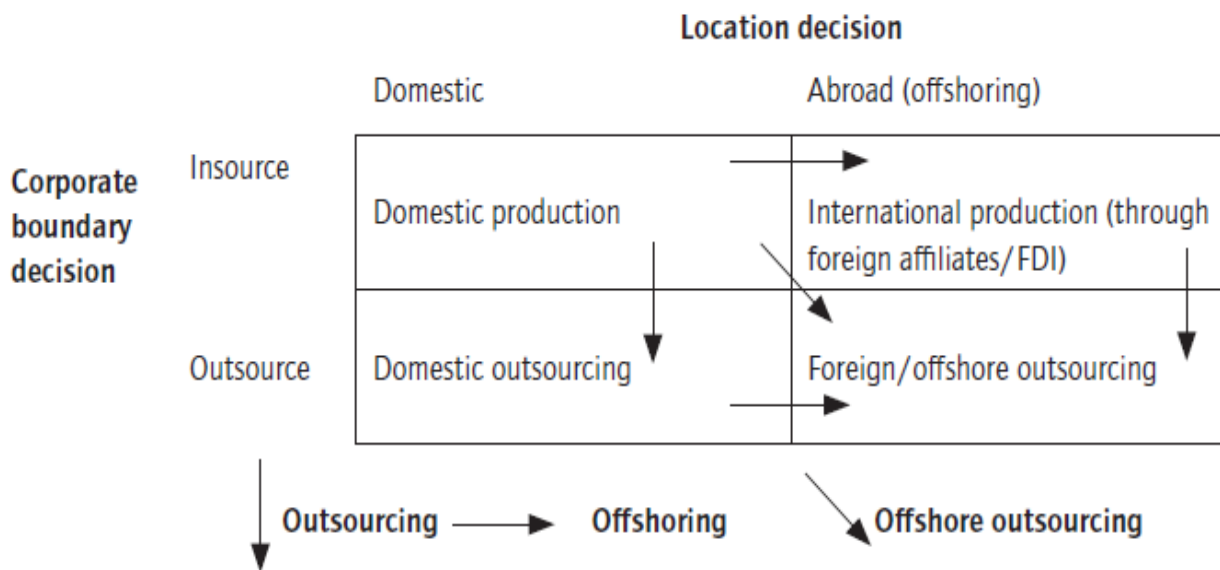 Location decision
Domestic
Abroad (offshoring)
Corporate
boundary
decision
Insource
Domestic production
International production (through
foreign affiliates/FDI)
Outsource
Domestic outsourcing
Foreign/offshore outsourcing
Outsourcing
Offshoring
Offshore outsourcing